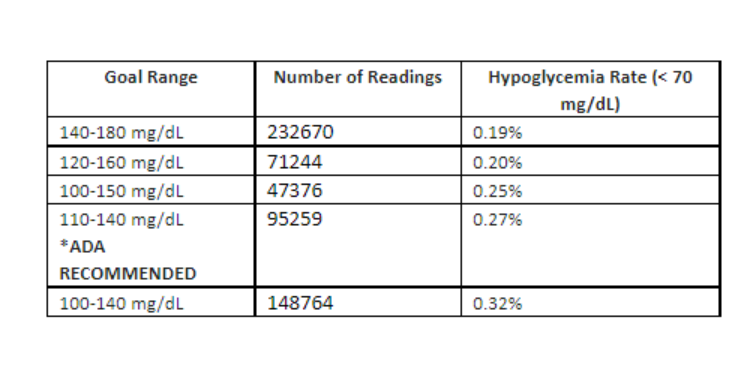 Goal Range Number of Readings Hypoglycemia Rate (< 70
mg/dL)
140-180 mg/dL 232670 0.19%
120-160 mg/dL 71244 0.20%
100-150 mg/dL 47376 0.25%
110-140 mg/dL 95259 0.27%
*ADA
RECOMMENDED
100-140 mg/dL 148764 0.32%